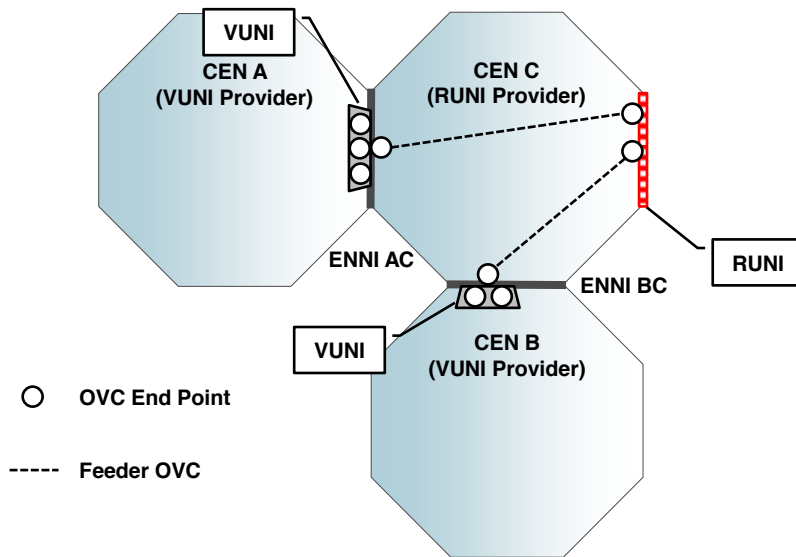 VUNI
CEN A
(VUNI Provider)
CEN C
(RUNI Provider)
ENNI AC
RUNI
ENNI BC
VUNI
CEN B
(VUNI Provider)
OVC End Point
Feeder OVC